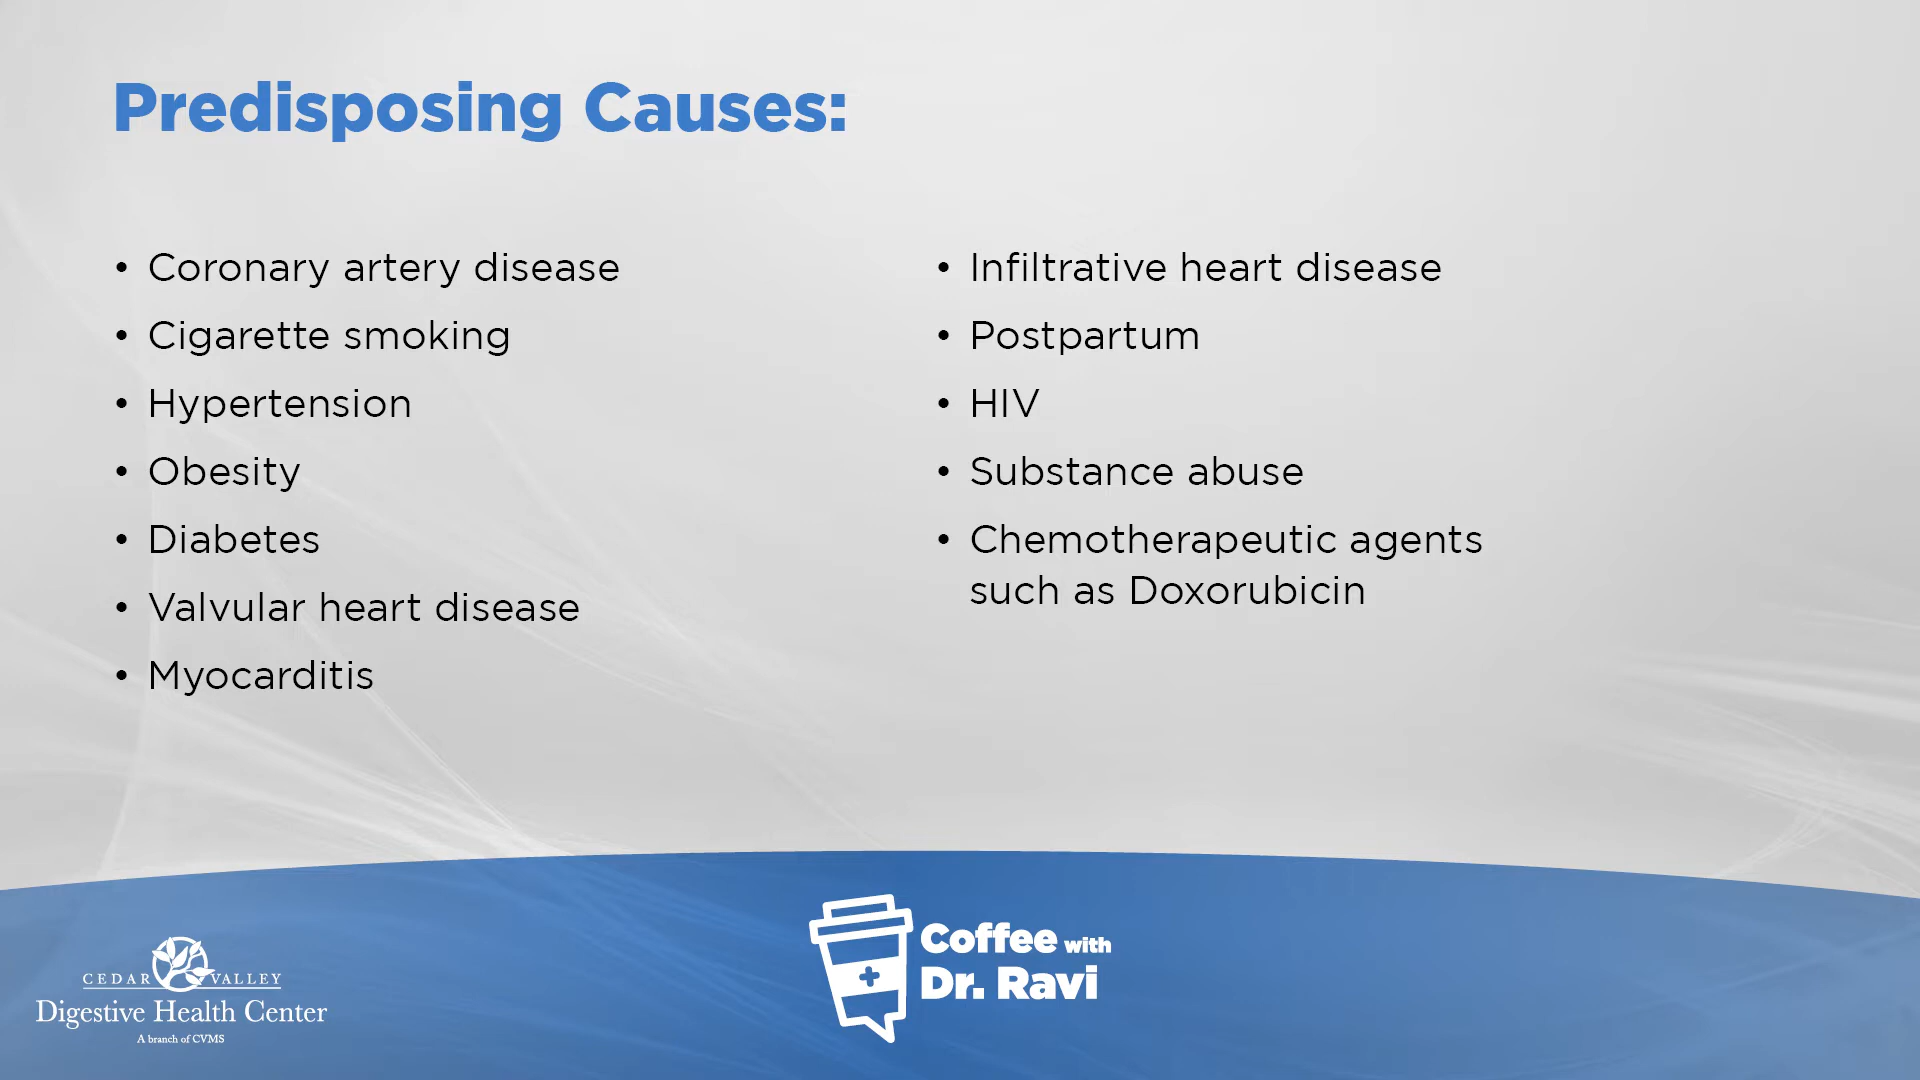 Predisposing Causes:
• Coronary artery disease
• Cigarette smoking
• Hypertension
• Obesity
• Diabetes
• Valvular heart disease
• Myocarditis
• Infiltrative heart disease
• Postpartum
• HIV
• Substance abuse
• Chemotherapeutic agents
such as Doxorubicin
CEDAR VALLEY
Digestive Health Center
A branch of CVMS
Coffee with
Dr. Ravi